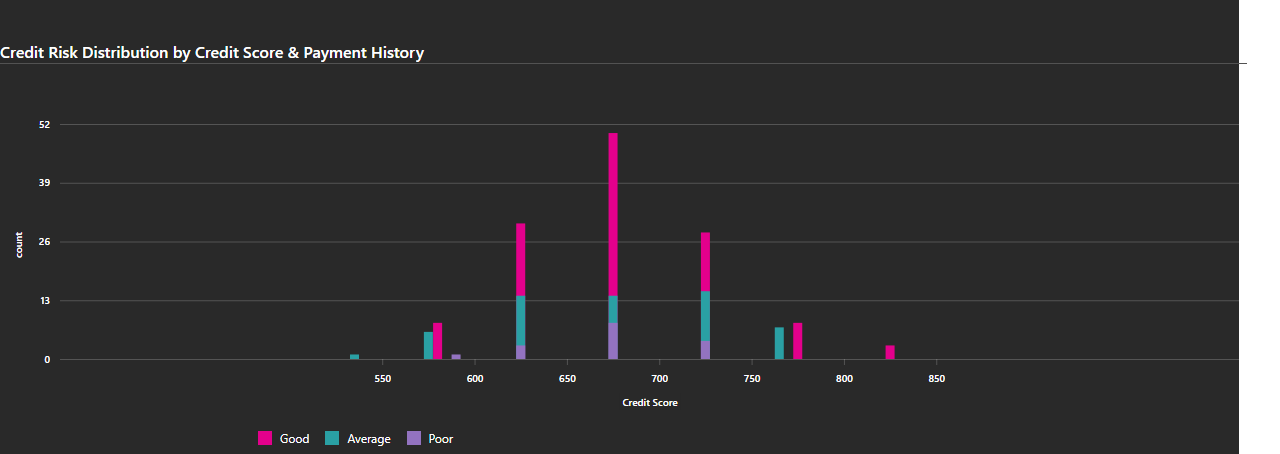 Credit Risk Distribution by Credit Score & Payment History
52
39
26
13
0
count
550 600 650 700 750 800 850
Credit Score
Good Average Poor